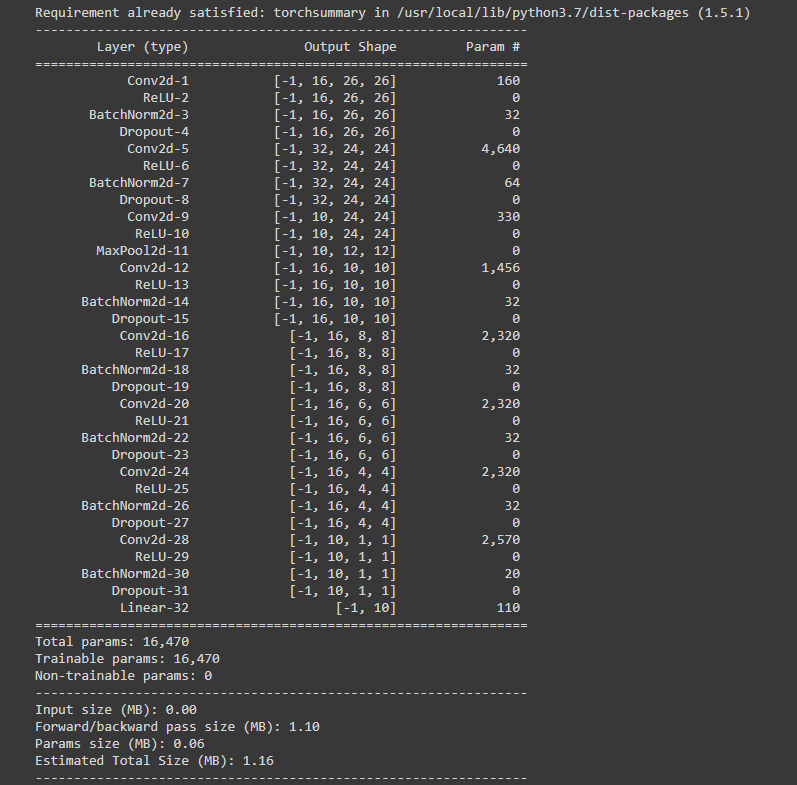 Requirement already satisfied: torchsummary in /usr/local/lib/python3.7/dist-packages (1.5.1)
----------------------------------------------------------------
        Layer (type)               Output Shape         Param #
================================================================
            Conv2d-1           [-1, 16, 26, 26]             160
              ReLU-2           [-1, 16, 26, 26]               0
       BatchNorm2d-3           [-1, 16, 26, 26]              32
           Dropout-4           [-1, 16, 26, 26]               0
            Conv2d-5           [-1, 32, 24, 24]           4,640
              ReLU-6           [-1, 32, 24, 24]               0
       BatchNorm2d-7           [-1, 32, 24, 24]              64
           Dropout-8           [-1, 32, 24, 24]               0
            Conv2d-9           [-1, 10, 24, 24]             330
             ReLU-10           [-1, 10, 24, 24]               0
        MaxPool2d-11           [-1, 10, 12, 12]               0
           Conv2d-12           [-1, 16, 10, 10]           1,456
             ReLU-13           [-1, 16, 10, 10]               0
      BatchNorm2d-14           [-1, 16, 10, 10]              32
          Dropout-15           [-1, 16, 10, 10]               0
           Conv2d-16             [-1, 16, 8, 8]           2,320
             ReLU-17             [-1, 16, 8, 8]               0
      BatchNorm2d-18             [-1, 16, 8, 8]              32
          Dropout-19             [-1, 16, 8, 8]               0
           Conv2d-20             [-1, 16, 6, 6]           2,320
             ReLU-21             [-1, 16, 6, 6]               0
      BatchNorm2d-22             [-1, 16, 6, 6]              32
          Dropout-23             [-1, 16, 6, 6]               0
           Conv2d-24             [-1, 16, 4, 4]           2,320
             ReLU-25             [-1, 16, 4, 4]               0
      BatchNorm2d-26             [-1, 16, 4, 4]              32
          Dropout-27             [-1, 16, 4, 4]               0
           Conv2d-28             [-1, 10, 1, 1]           2,570
             ReLU-29             [-1, 10, 1, 1]               0
      BatchNorm2d-30             [-1, 10, 1, 1]              20
          Dropout-31             [-1, 10, 1, 1]               0
           Linear-32                   [-1, 10]             110
================================================================
Total params: 16,470
Trainable params: 16,470
Non-trainable params: 0
----------------------------------------------------------------
Input size (MB): 0.00
Forward/backward pass size (MB): 1.10
Params size (MB): 0.06
Estimated Total Size (MB): 1.16
----------------------------------------------------------------